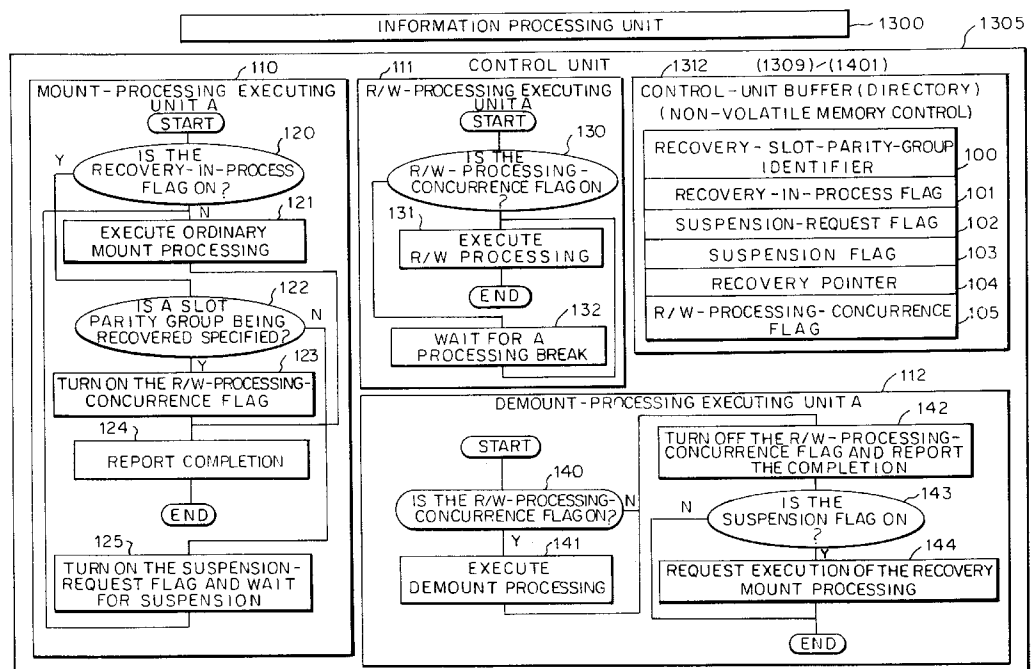 INFORMATION PROCESSING UNIT
1300
1305
110
MOUNT-PROCESSING EXECUTING
UNIT A
START
120
IS THE
RECOVERY-IN-PROCESS
FLAG ON?
Y
N
121
EXECUTE ORDINARY
MOUNT PROCESSING
122
IS A SLOT
PARITY GROUP BEING
RECOVERED SPECIFIED?
N
Y
123
TURN ON THE R/W-PROCESSING-
CONCURRENCE FLAG
124
REPORT COMPLETION
END
125
TURN ON THE SUSPENSION-
REQUEST FLAG AND WAIT
FOR SUSPENSION
CONTROL UNIT
111
R/W-PROCESSING EXECUTING
UNIT A
START
130
IS THE
R/W-PROCESSING-
CONCURRENCE FLAG ON
?
131
EXECUTE
R/W PROCESSING
END
132
WAIT FOR A
PROCESSING BREAK
1312
(1309)/(1401)
CONTROL-UNIT BUFFER (DIRECTORY)
(NON-VOLATILE MEMORY CONTROL)
RECOVERY-SLOT-PARITY-GROUP
IDENTIFIER
100
RECOVERY-IN-PROCESS FLAG
101
SUSPENSION-REQUEST FLAG
102
SUSPENSION FLAG
103
RECOVERY POINTER
104
R/W-PROCESSING-CONCURRENCE
FLAG
105
112
DEMOUNT-PROCESSING EXECUTING UNIT A
START
140
IS THE R/W-PROCESSING-
CONCURRENCE FLAG ON?
N
Y
141
EXECUTE
DEMOUNT PROCESSING
142
TURN OFF THE R/W-PROCESSING-
CONCURRENCE FLAG AND REPORT
THE COMPLETION
143
IS THE
SUSPENSION FLAG ON
?
N
Y
144
REQUEST EXECUTION OF THE RECOVERY
MOUNT PROCESSING
END